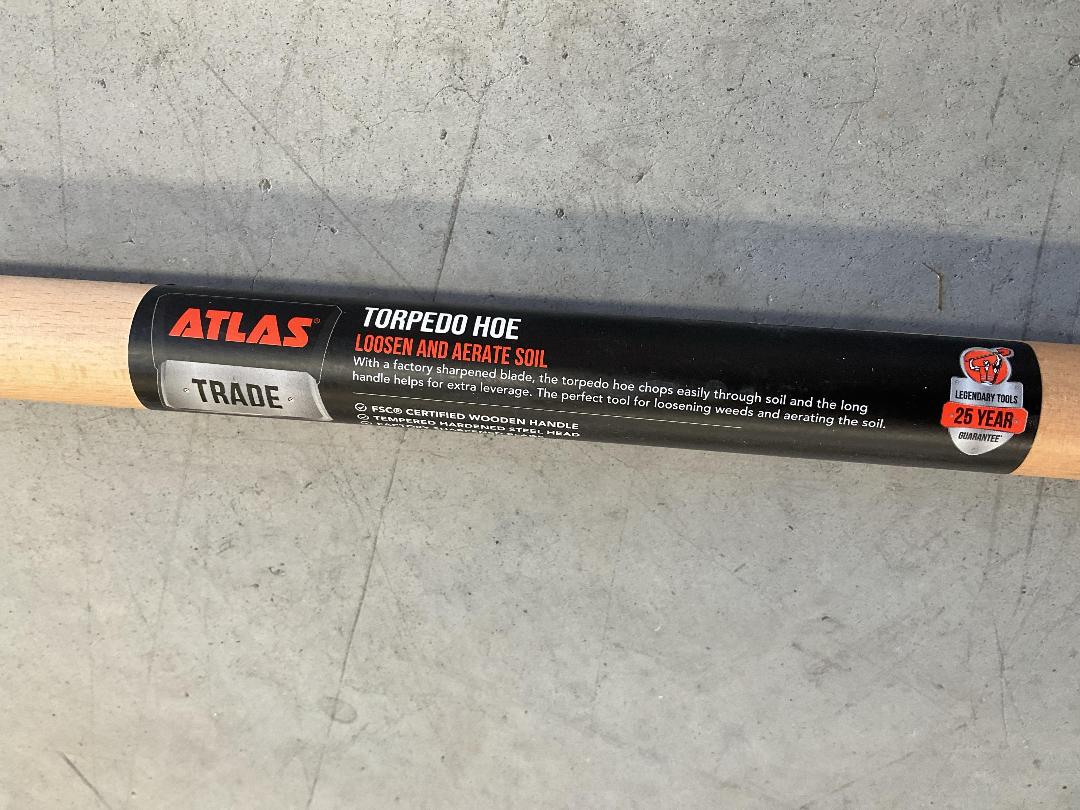 ATLAS®
TRADE
TORPEDO HOE
LOOSEN AND AERATE SOIL
With a factory sharpened blade, the torpedo hoe chops easily through soil and the long
handle helps for extra leverage. The perfect tool for loosening weeds and aerating the soil.
FSC® CERTIFIED WOODEN HANDLE
TEMPERED HARDENED STEEL HEAD
LEGENDARY TOOLS
25 YEAR
GUARANTEE*